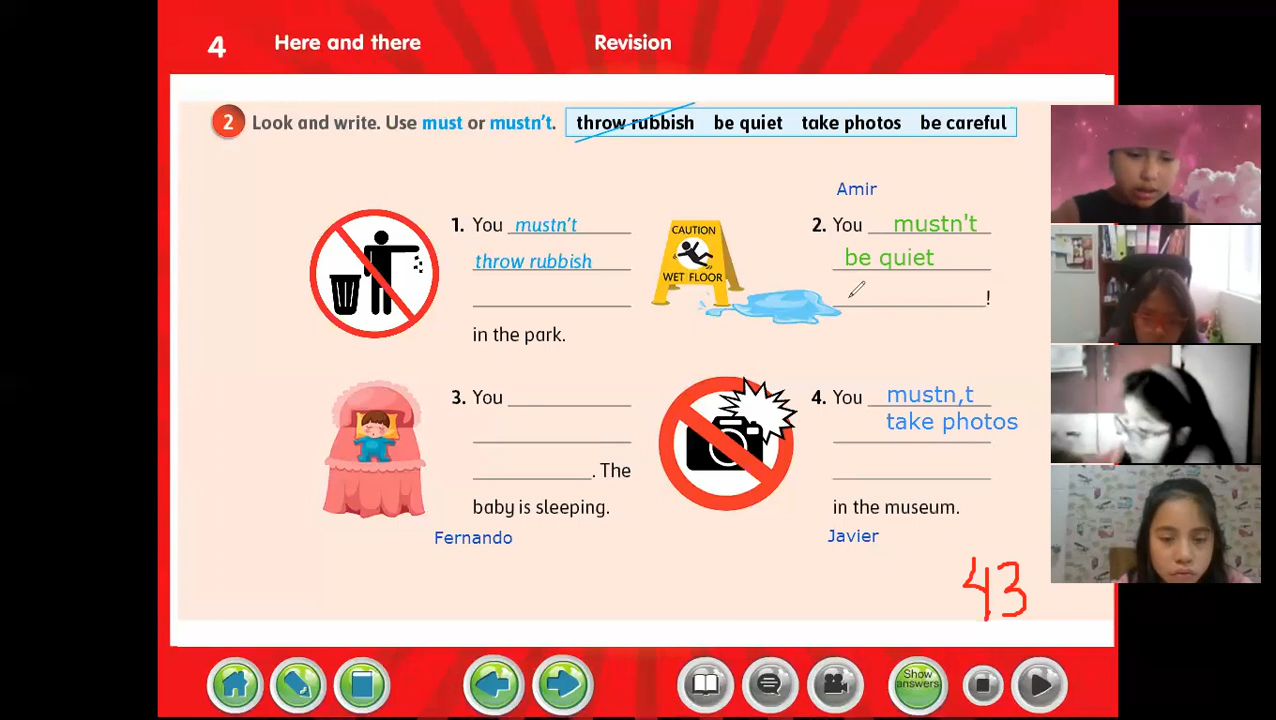 4 Here and there Revision
2 Look and write. Use must or mustn't. throw rubbish be quiet take photos be careful
Amir
1. You mustn't
throw rubbish
in the park.
CAUTION
WET FLOOR
2. You mustn't
be quiet
!
3. You
. The
baby is sleeping.
Fernando
4. You mustn,t
take photos
in the museum.
Javier
43
Show
answers